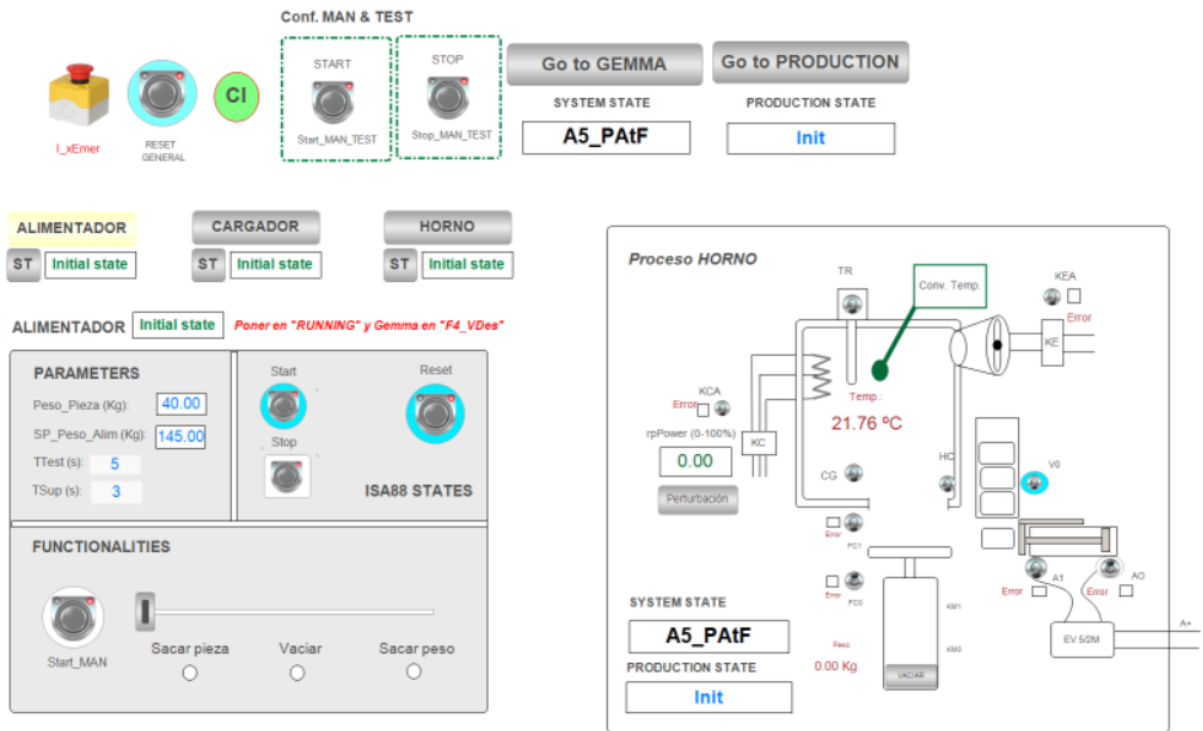 Conf. MAN & TEST
I_xEmer
RESET
GENERAL
CI
START
Start_MAN_TEST
STOP
Stop_MAN_TEST
Go to GEMMA
SYSTEM STATE
A5_PAtF
Go to PRODUCTION
PRODUCTION STATE
Init
ALIMENTADOR
ST
Initial state
CARGADOR
ST
Initial state
HORNO
ST
Initial state
ALIMENTADOR
Initial state
Poner en "RUNNING" y Gemma en "F4_VDes"
PARAMETERS
Peso_Pieza (Kg):
40.00
SP_Peso_Alim (Kg):
145.00
TTest (s):
5
TSup (s):
3
Start
Stop
Reset
ISA88 STATES
FUNCTIONALITIES
Start_MAN
Sacar pieza
Vaciar
Sacar peso
Proceso HORNO
TR
Conv. Temp.
KEA
Error
KE
KCA
Error
rpPower (0-100%)
KC
0.00
Perturbación
Temp.:
21.76 ºC
CG
HC
V0
Error
FC1
Error
FC0
A1
Error
AO
Error
KM1
KM0
EV 5/2M
A+
Peso:
0.00 Kg
VACIAR
SYSTEM STATE
A5_PAtF
PRODUCTION STATE
Init